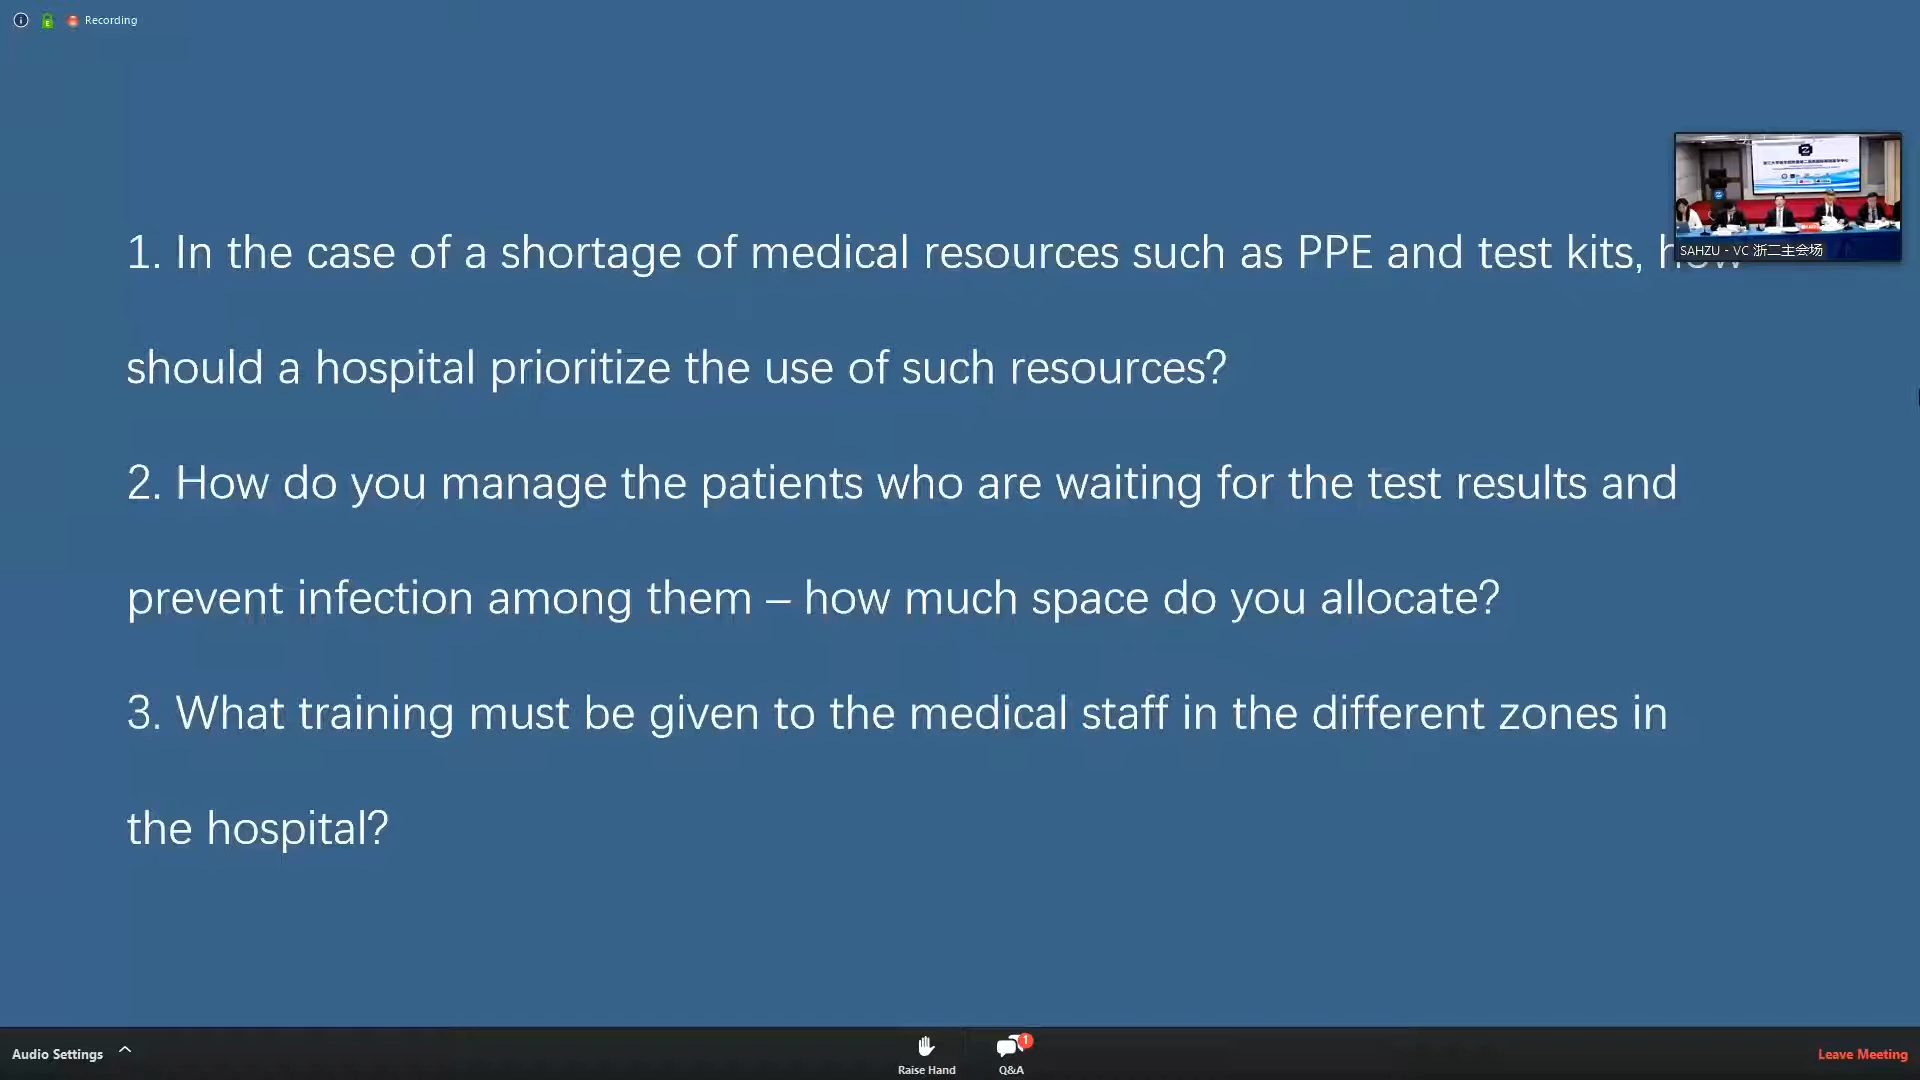 Recording
1. In the case of a shortage of medical resources such as PPE and test kits, how
SAHZU - VC 浙二主会场
should a hospital prioritize the use of such resources?
2. How do you manage the patients who are waiting for the test results and
prevent infection among them – how much space do you allocate?
3. What training must be given to the medical staff in the different zones in
the hospital?
Audio Settings
Raise Hand
1
Q&A
Leave Meeting